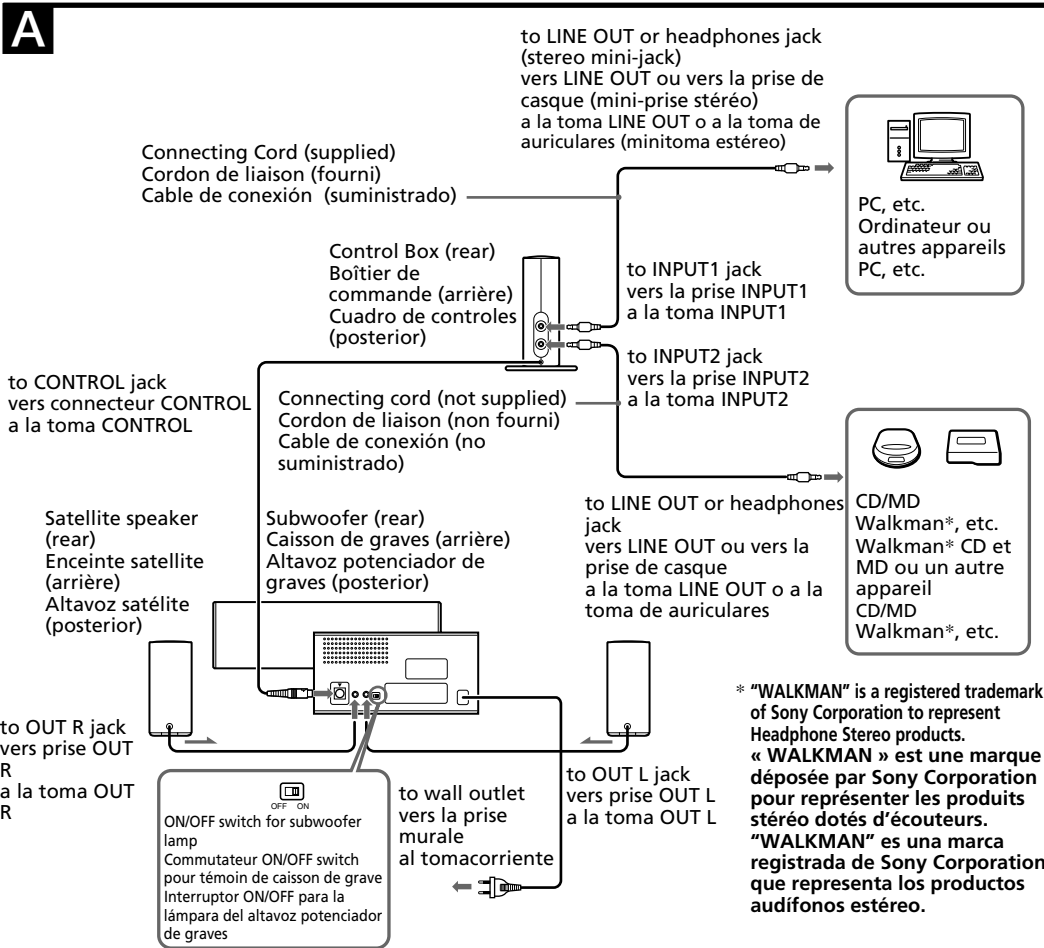 A
to LINE OUT or headphones jack
(stereo mini-jack)
vers LINE OUT ou vers la prise de
casque (mini-prise stéréo)
a la toma LINE OUT o a la toma de
auriculares (minitoma estéreo)
Connecting Cord (supplied)
Cordon de liaison (fourni)
Cable de conexión (suministrado)
PC, etc.
Ordinateur ou
autres appareils
PC, etc.
Control Box (rear)
Boîtier de
commande (arrière)
Cuadro de controles
(posterior)
to INPUT1 jack
vers la prise INPUT1
a la toma INPUT1
to INPUT2 jack
vers la prise INPUT2
a la toma INPUT2
to CONTROL jack
vers connecteur CONTROL
a la toma CONTROL
Connecting cord (not supplied)
Cordon de liaison (non fourni)
Cable de conexión (no
suministrado)
to LINE OUT or headphones
jack
vers LINE OUT ou vers la
prise de casque
a la toma LINE OUT o a la
toma de auriculares
CD/MD
Walkman*, etc.
Walkman* CD et
MD ou un autre
appareil
CD/MD
Walkman*, etc.
Satellite speaker
(rear)
Enceinte satellite
(arrière)
Altavoz satélite
(posterior)
Subwoofer (rear)
Caisson de graves (arrière)
Altavoz potenciador de
graves (posterior)
to OUT R jack
vers prise OUT
R
a la toma OUT
R
OFF ON
ON/OFF switch for subwoofer
lamp
Commutateur ON/OFF switch
pour témoin de caisson de grave
Interruptor ON/OFF para la
lámpara del altavoz potenciador
de graves
to wall outlet
vers la prise
murale
al tomacorriente
to OUT L jack
vers prise OUT L
a la toma OUT L
* “WALKMAN” is a registered trademark
of Sony Corporation to represent
Headphone Stereo products.
« WALKMAN » est une marque
déposée par Sony Corporation
pour représenter les produits
stéréo dotés d’écouteurs.
“WALKMAN” es una marca
registrada de Sony Corporation
que representa los productos
audífonos estéreo.